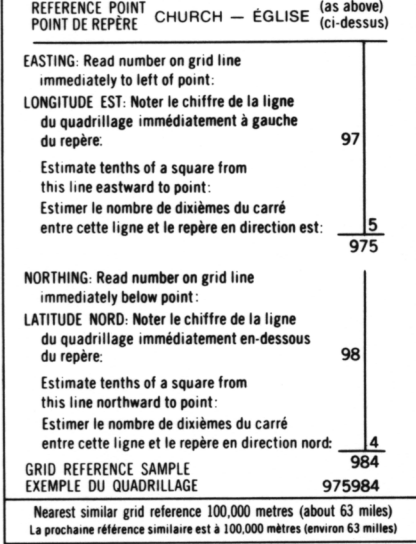 REFERENCE POINT CHURCH — ÉGLISE (as above)
POINT DE REPÈRE (ci-dessus)
EASTING: Read number on grid line
immediately to left of point:
LONGITUDE EST: Noter le chiffre de la ligne
du quadrillage immédiatement à gauche
du repère: 97
Estimate tenths of a square from
this line eastward to point:
Estimer le nombre de dixièmes du carré
entre cette ligne et le repère en direction est: 5
975
NORTHING: Read number on grid line
immediately below point:
LATITUDE NORD: Noter le chiffre de la ligne
du quadrillage immédiatement en-dessous
du repère: 98
Estimate tenths of a square from
this line northward to point:
Estimer le nombre de dixièmes du carré
entre cette ligne et le repère en direction nord: 4
984
GRID REFERENCE SAMPLE
EXEMPLE DU QUADRILLAGE 975984
Nearest similar grid reference 100,000 metres (about 63 miles)
La prochaine référence similaire est à 100,000 mètres (environ 63 milles)